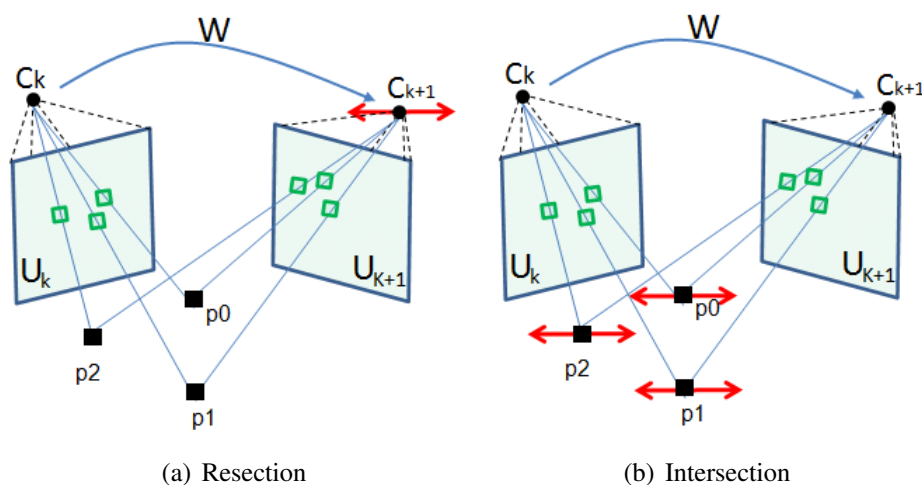 W
Ck
Ck+1
Uk
UK+1
p0
p2
p1
(a) Resection
W
Ck
Ck+1
Uk
UK+1
p0
p2
p1
(b) Intersection